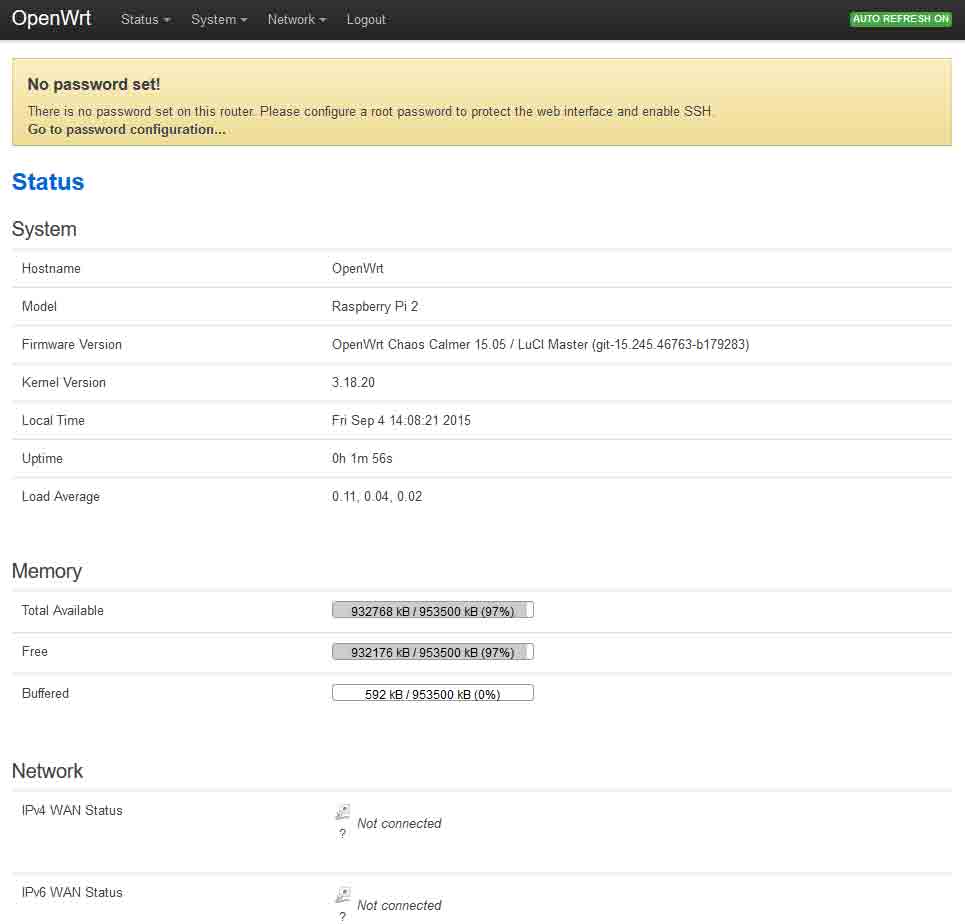 OpenWrt Status System Network Logout AUTO REFRESH ON
No password set!
There is no password set on this router. Please configure a root password to protect the web interface and enable SSH.
Go to password configuration...
Status
System
Hostname OpenWrt
Model Raspberry Pi 2
Firmware Version OpenWrt Chaos Calmer 15.05 / LuCI Master (git-15.245.46763-b179283)
Kernel Version 3.18.20
Local Time Fri Sep 4 14:08:21 2015
Uptime 0h 1m 56s
Load Average 0.11, 0.04, 0.02
Memory
Total Available 932768 kB / 953500 kB (97%)
Free 932176 kB / 953500 kB (97%)
Buffered 592 kB / 953500 kB (0%)
Network
IPv4 WAN Status
Not connected
?
IPv6 WAN Status
Not connected
?